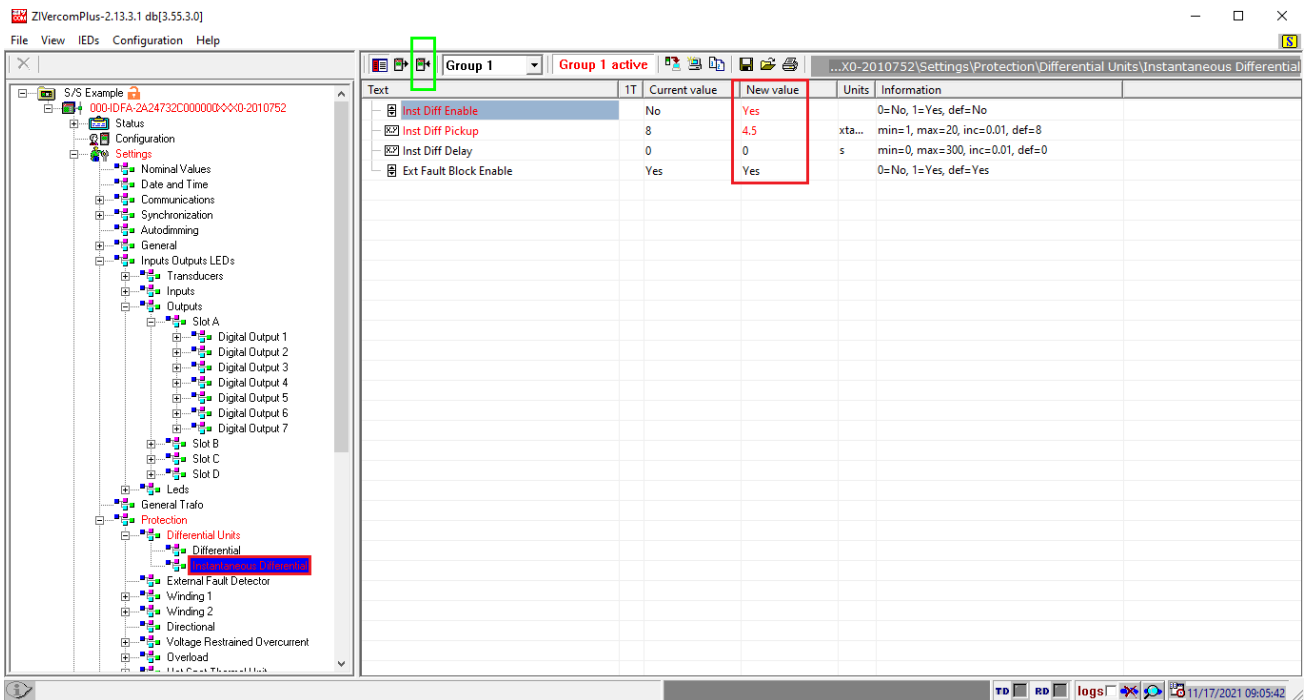 ZIVercomPlus-2.13.3.1 db[3.55.3.0]
File View IEDs Configuration Help
S
Group 1
Group 1 active
...X0-2010752\Settings\Protection\Differential Units\Instantaneous Differential
S/S Example
000-IDFA-2A24732C000000XXX0-2010752
Status
Configuration
Settings
Nominal Values
Date and Time
Communications
Synchronization
Autodimming
General
Inputs Outputs LEDs
Transducers
Inputs
Outputs
Slot A
Digital Output 1
Digital Output 2
Digital Output 3
Digital Output 4
Digital Output 5
Digital Output 6
Digital Output 7
Slot B
Slot C
Slot D
Leds
General Trafo
Protection
Differential Units
Differential
Instantaneous Differential
External Fault Detector
Winding 1
Winding 2
Directional
Voltage Restrained Overcurrent
Overload
Hot Spot Thermal Unit
Text 1T Current value New value Units Information
Inst Diff Enable No Yes 0=No, 1=Yes, def=No
Inst Diff Pickup 8 4.5 xta... min=1, max=20, inc=0.01, def=8
Inst Diff Delay 0 0 s min=0, max=300, inc=0.01, def=0
Ext Fault Block Enable Yes Yes 0=No, 1=Yes, def=Yes
TD RD logs 11/17/2021 09:05:42